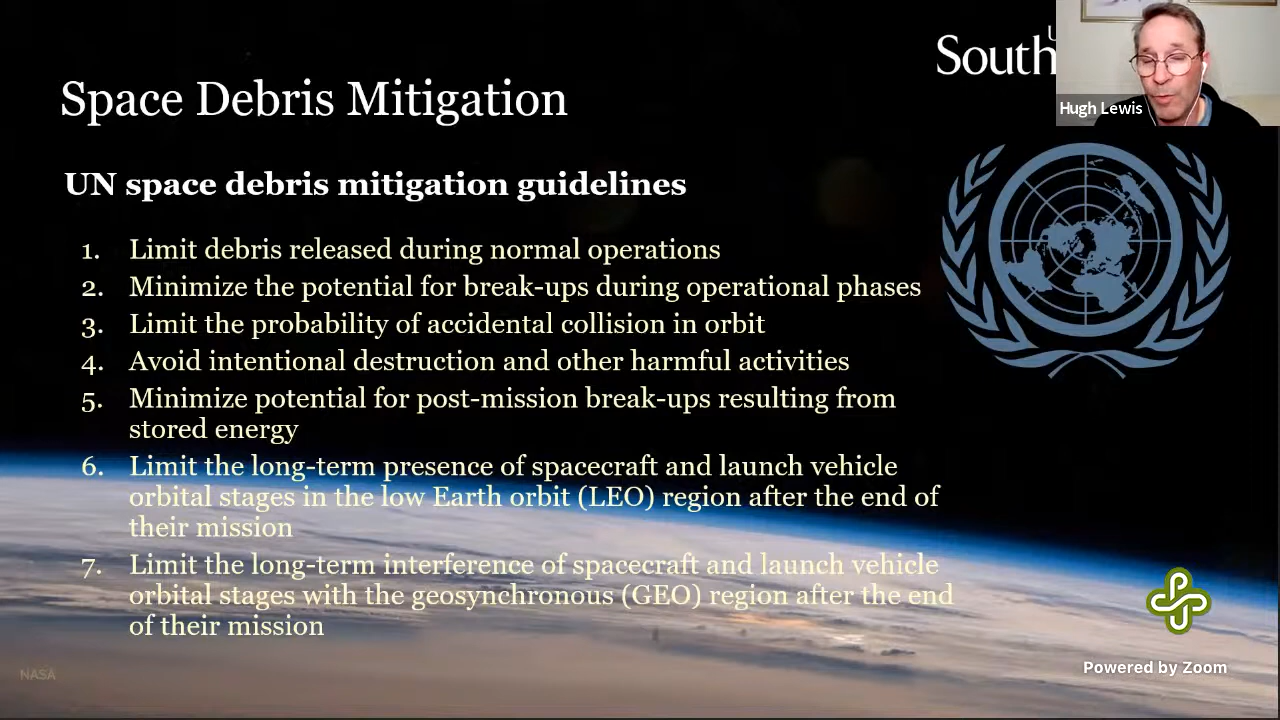 South
Hugh Lewis
Space Debris Mitigation
UN space debris mitigation guidelines
1. Limit debris released during normal operations
2. Minimize the potential for break-ups during operational phases
3. Limit the probability of accidental collision in orbit
4. Avoid intentional destruction and other harmful activities
5. Minimize potential for post-mission break-ups resulting from
stored energy
6. Limit the long-term presence of spacecraft and launch vehicle
orbital stages in the low Earth orbit (LEO) region after the end of
their mission
7. Limit the long-term interference of spacecraft and launch vehicle
orbital stages with the geosynchronous (GEO) region after the end
of their mission
NASA
Powered by Zoom